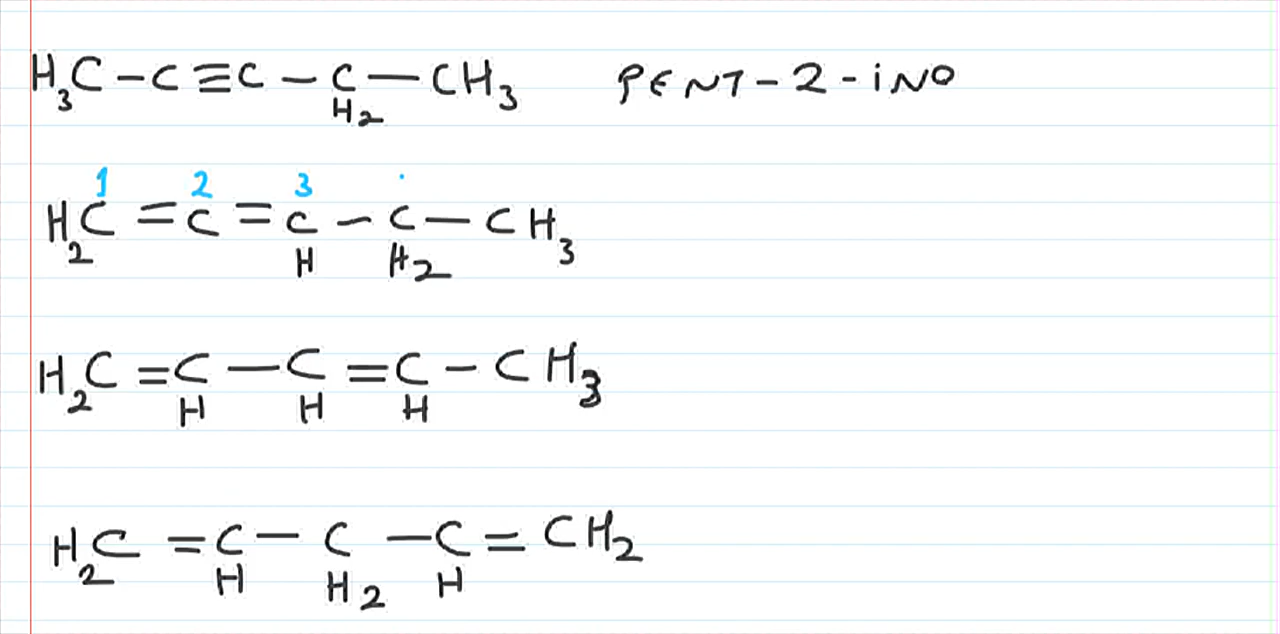 H₃C – C ≡ C – CH₂ – CH₃ PENT-2-iNO
1 2 3
H₂C = C = CH – CH₂ – CH₃
H₂C = CH – CH = CH – CH₃
H₂C = CH – CH₂ – CH = CH₂